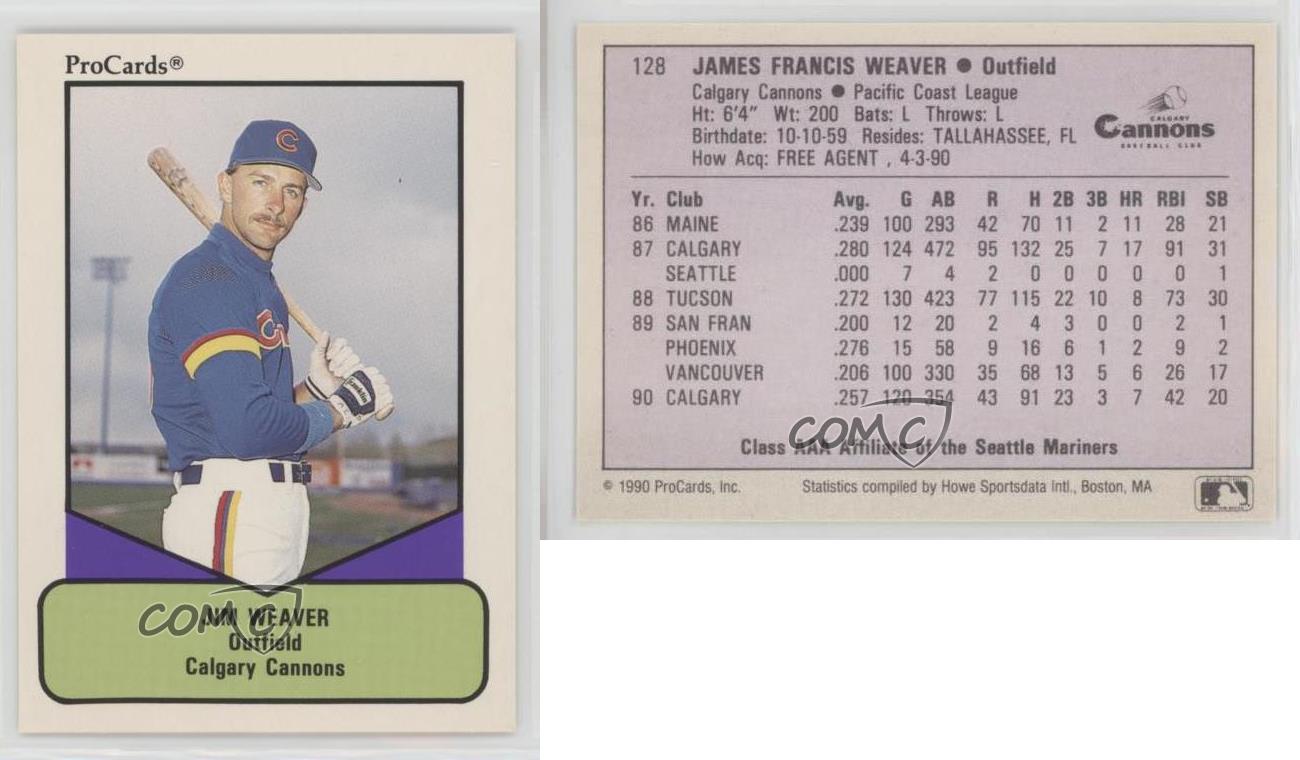 ProCards®
C
Franklin
JIM WEAVER
Outfield
Calgary Cannons
COMC
128 JAMES FRANCIS WEAVER ● Outfield
Calgary Cannons ● Pacific Coast League
Ht: 6'4" Wt: 200 Bats: L Throws: L
Birthdate: 10-10-59 Resides: TALLAHASSEE, FL
How Acq: FREE AGENT , 4-3-90
CALGARY
Cannons
BASEBALL CLUB
Yr. Club Avg. G AB R H 2B 3B HR RBI SB
86 MAINE .239 100 293 42 70 11 2 11 28 21
87 CALGARY .280 124 472 95 132 25 7 17 91 31
SEATTLE .000 7 4 2 0 0 0 0 0 1
88 TUCSON .272 130 423 77 115 22 10 8 73 30
89 SAN FRAN .200 12 20 2 4 3 0 0 2 1
PHOENIX .276 15 58 9 16 6 1 2 9 2
VANCOUVER .206 100 330 35 68 13 5 6 26 17
90 CALGARY .257 120 354 43 91 23 3 7 42 20
COMC
Class AAA Affiliate of the Seattle Mariners
© 1990 ProCards, Inc. Statistics compiled by Howe Sportsdata Intl., Boston, MA